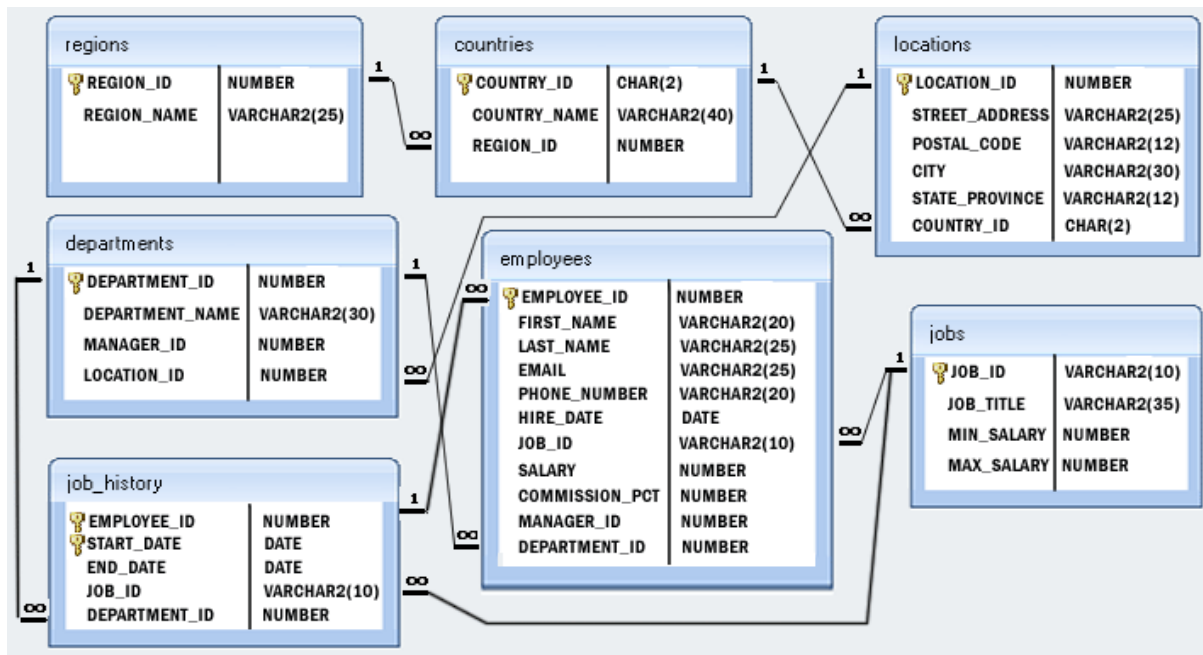 regions
REGION_ID NUMBER
REGION_NAME VARCHAR2(25)
1
∞
countries
COUNTRY_ID CHAR(2)
COUNTRY_NAME VARCHAR2(40)
REGION_ID NUMBER
1
∞
locations
LOCATION_ID NUMBER
STREET_ADDRESS VARCHAR2(25)
POSTAL_CODE VARCHAR2(12)
CITY VARCHAR2(30)
STATE_PROVINCE VARCHAR2(12)
COUNTRY_ID CHAR(2)
1
∞
departments
DEPARTMENT_ID NUMBER
DEPARTMENT_NAME VARCHAR2(30)
MANAGER_ID NUMBER
LOCATION_ID NUMBER
1
1
∞
employees
EMPLOYEE_ID NUMBER
FIRST_NAME VARCHAR2(20)
LAST_NAME VARCHAR2(25)
EMAIL VARCHAR2(25)
PHONE_NUMBER VARCHAR2(20)
HIRE_DATE DATE
JOB_ID VARCHAR2(10)
SALARY NUMBER
COMMISSION_PCT NUMBER
MANAGER_ID NUMBER
DEPARTMENT_ID NUMBER
∞
∞
∞
jobs
JOB_ID VARCHAR2(10)
JOB_TITLE VARCHAR2(35)
MIN_SALARY NUMBER
MAX_SALARY NUMBER
1
job_history
EMPLOYEE_ID NUMBER
START_DATE DATE
END_DATE DATE
JOB_ID VARCHAR2(10)
DEPARTMENT_ID NUMBER
1
∞
∞